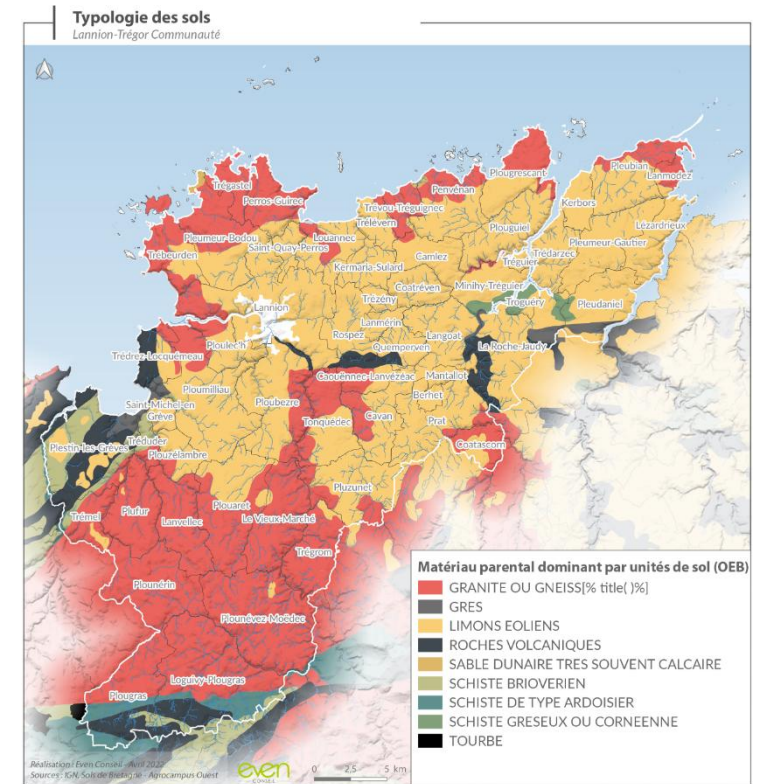 Typologie des sols
Lannion-Trégor Communauté
Trégastel
Perros-Guirec
Pleumeur-Bodou
Saint-Quay-Perros
Trébeurden
Louannec
Trévou-Tréguignec
Trélévern
Penvénan
Plougrescant
Pleubian
Lanmodez
Kerbors
Lézardrieux
Plouguiel
Pleumeur-Gautier
Trédarzec
Tréguier
Camlez
Kermaria-Sulard
Coatréven
Minihy-Tréguier
Troguéry
Pleudaniel
Trézény
Lannion
Lanmérin
Rospez
Langoat
Quemperven
La Roche-Jaudy
Ploulec'h
Trédrez-Locquémeau
Caouënnec-Lanvézéac
Mantallot
Berhet
Ploumilliau
Ploubezre
Saint-Michel-en
Grève
Tonquédec
Cavan
Prat
Coatascorn
Tréduder
Plestin-les-Grèves
Plouzélambre
Pluzunet
Plouaret
Le Vieux-Marché
Plufur
Lanvellec
Trémel
Trégrom
Plounérin
Plounévez-Moëdec
Loguivy-Plougras
Plougras
Matériau parental dominant par unités de sol (OEB)
GRANITE OU GNEISS[% title( )%]
GRES
LIMONS EOLIENS
ROCHES VOLCANIQUES
SABLE DUNAIRE TRES SOUVENT CALCAIRE
SCHISTE BRIOVERIEN
SCHISTE DE TYPE ARDOISIER
SCHISTE GRESEUX OU CORNEENNE
TOURBE
Réalisation : Even Conseil - Avril 2022
Sources : IGN, Sols de Bretagne - Agrocampus Ouest
even
CONSEIL
0 2,5 5 km